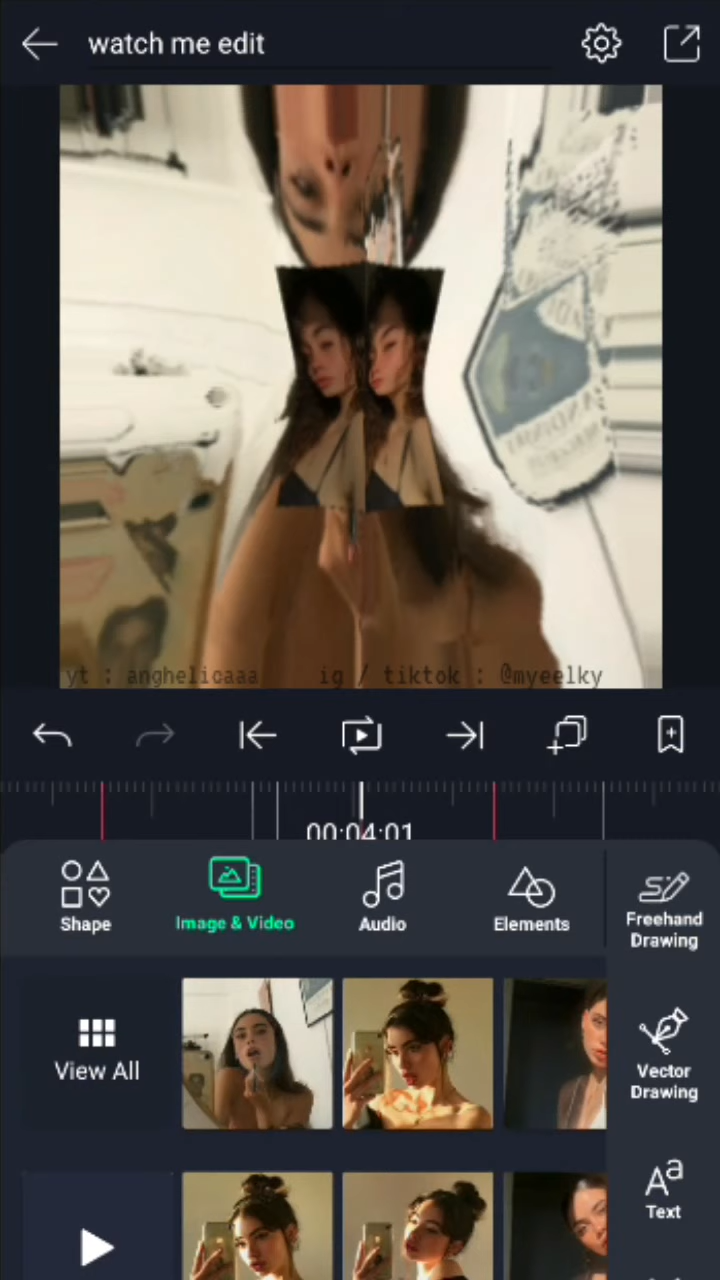 watch me edit
yt : anghelicaaa ig / tiktok : @myeelky
00:04:01
Shape
Image & Video
Audio
Elements
Freehand
Drawing
View All
Vector
Drawing
Text